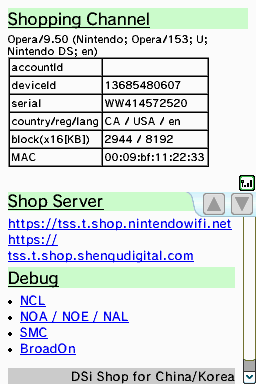 Shopping Channel
Opera/9.50 (Nintendo; Opera/153; U;
Nintendo DS; en)
accountId
deviceId 13685480607
serial WW414572520
country/reg/lang CA / USA / en
block(x16[KB]) 2944 / 8192
MAC 00:09:bf:11:22:33
Shop Server
https://tss.t.shop.nintendowifi.net
https://
tss.t.shop.shenqudigital.com
Debug
• NCL
• NOA / NOE / NAL
• SMC
• BroadOn
DSi Shop for China/Korea